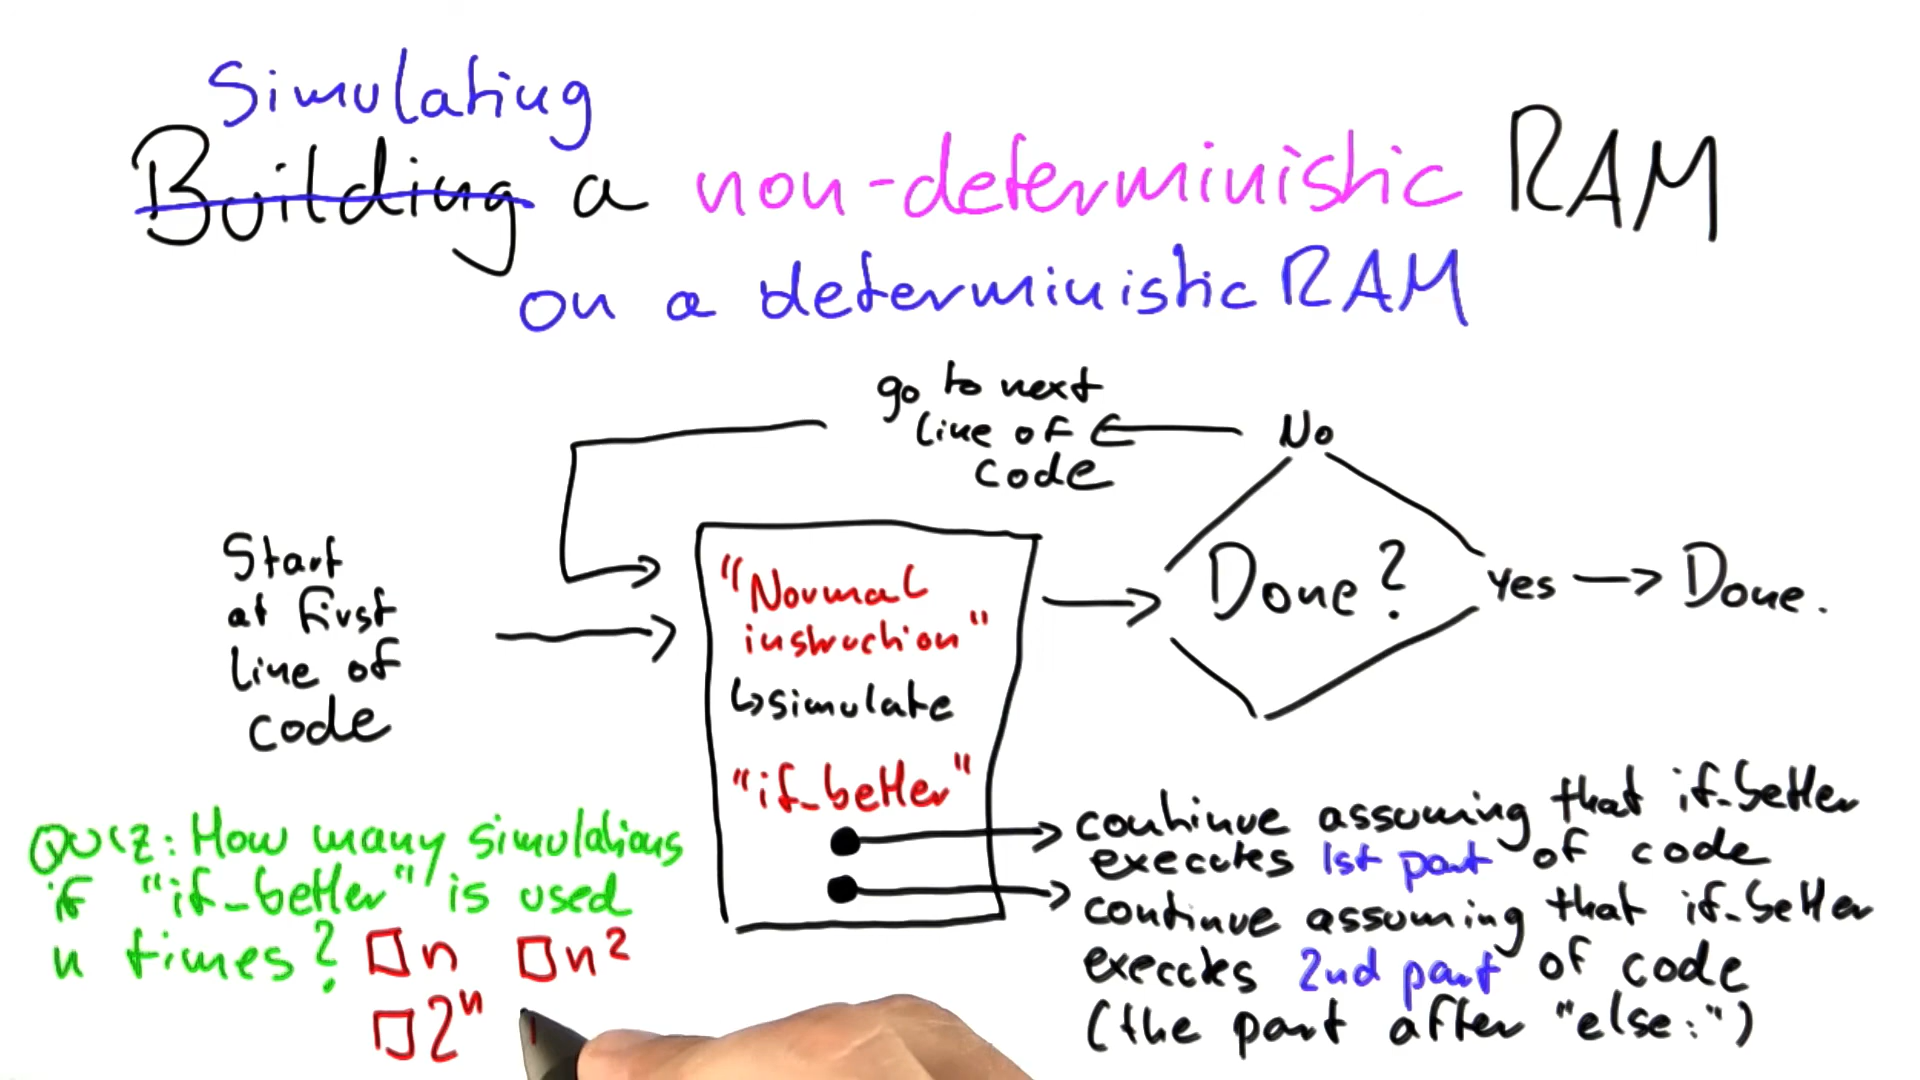 Simulating
Building a non-deterministic RAM
on a deterministic RAM
go to next
line of
code
No
Start
at first
line of
code
"Normal
instruction"
↳simulate
"if_better"
Done?
yes → Done.
continue assuming that if_better
executes 1st part of code
continue assuming that if_better
executes 2nd part of code
(the part after "else:")
QUIZ: How many simulations
if "if_better" is used
n times? □n □n²
□2ⁿ